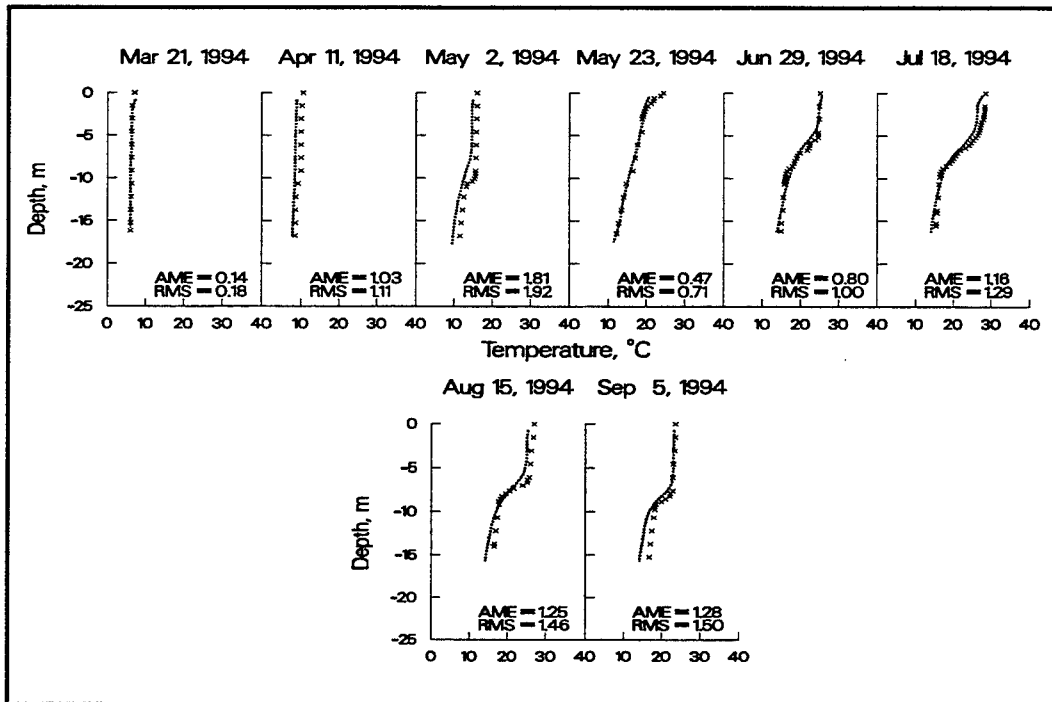 Mar 21, 1994 Apr 11, 1994 May 2, 1994 May 23, 1994 Jun 29, 1994 Jul 18, 1994
0
-5
-10
-15
-20
-25
Depth, m
AME = 0.14 AME = 1.03 AME = 1.81 AME = 0.47 AME = 0.80 AME = 1.16
RMS = 0.18 RMS = 1.11 RMS = 1.92 RMS = 0.71 RMS = 1.00 RMS = 1.29
0 10 20 30 40 10 20 30 40 10 20 30 40 10 20 30 40 10 20 30 40 10 20 30 40
Temperature, °C
Aug 15, 1994 Sep 5, 1994
0
-5
-10
-15
-20
-25
Depth, m
AME = 1.25 AME = 1.28
RMS = 1.46 RMS = 1.50
0 10 20 30 40 10 20 30 40